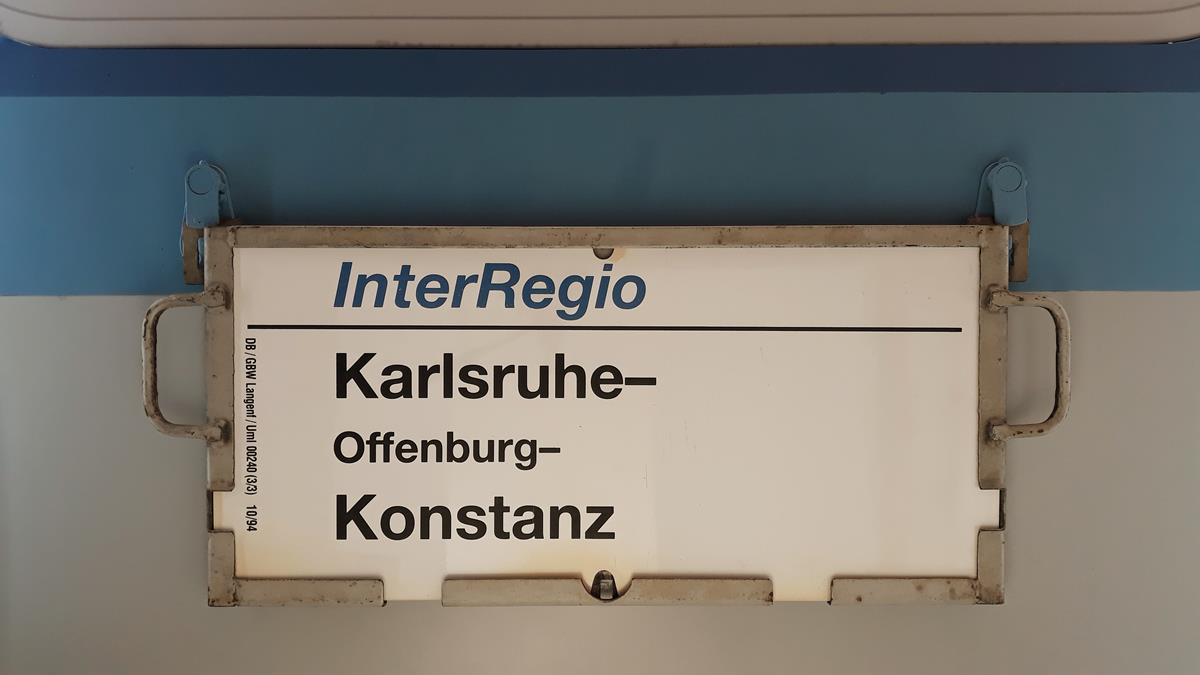 InterRegio
Karlsruhe–
Offenburg–
Konstanz
DB / GBW Langenf / Uml 00240 (3/3) 10/94